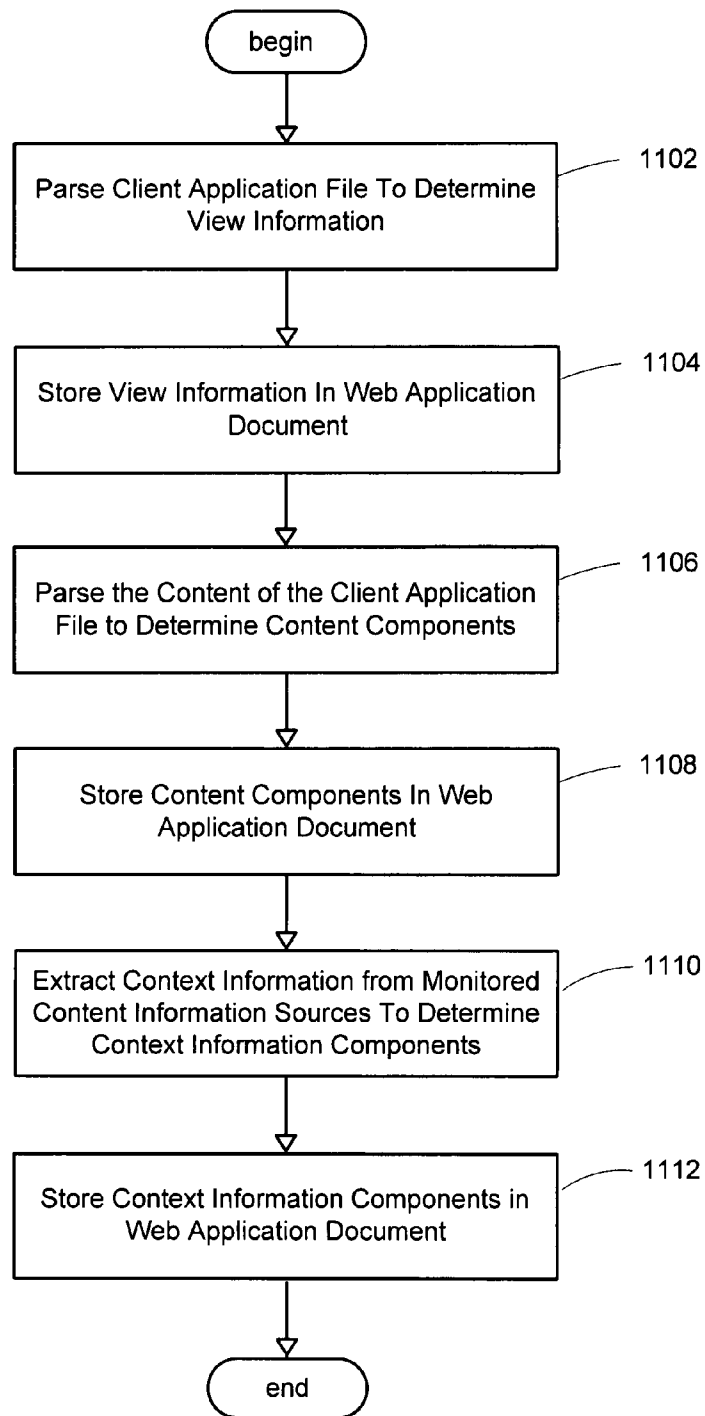 begin
1102
Parse Client Application File To Determine
View Information
1104
Store View Information In Web Application
Document
1106
Parse the Content of the Client Application
File to Determine Content Components
1108
Store Content Components In Web
Application Document
1110
Extract Context Information from Monitored
Content Information Sources To Determine
Context Information Components
1112
Store Context Information Components in
Web Application Document
end